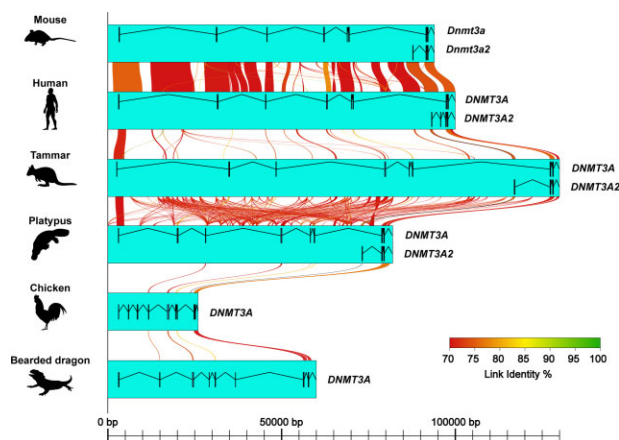 Mouse
Dnmt3a
Dnmt3a2
Human
DNMT3A
DNMT3A2
Tammar
DNMT3A
DNMT3A2
Platypus
DNMT3A
DNMT3A2
Chicken
DNMT3A
Bearded dragon
DNMT3A
70 75 80 85 90 95 100
Link Identity %
0 bp 50000 bp 100000 bp